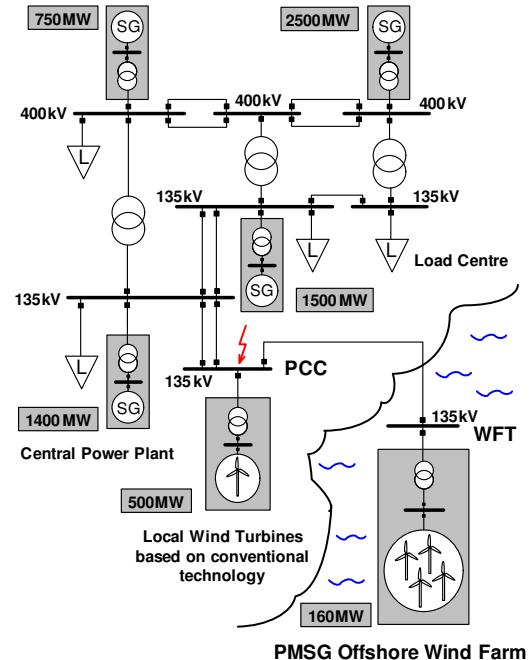 750MW
SG
2500MW
SG
400kV
400kV
400kV
L
135kV
135kV
L
L
Load Centre
SG
1500MW
135kV
L
135kV
PCC
1400MW
SG
Central Power Plant
135kV
WFT
500MW
Local Wind Turbines
based on conventional
technology
160MW
PMSG Offshore Wind Farm